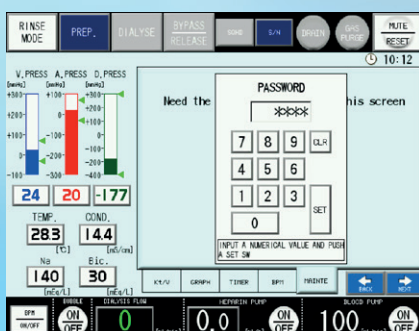 RINSE
MODE
PREP.
DIALYSE
BYPASS
RELEASE
S/N
DRAIN
GAS
PURGE
MUTE
RESET
10:12
V.PRESS A.PRESS D.PRESS
[mmHg] [mmHg] [mmHg]
+300 +100 +300
+200 +200
+100 0 +100
0 -100 0
-100 -200 -100
-300
24 20 -177
TEMP. COND.
28.3 14.4
[℃] [mS/cm]
Na Bic.
140 30
[mEq/L] [mEq/L]
Need the
his screen
PASSWORD
****
7 8 9 CLR
4 5 6
1 2 3
0 SET
INPUT A NUMERICAL VALUE AND PUSH
A SET SW
Kt/V GRAPH TIMER BPM MAINTE BACK NEXT
BPM
ON/OFF
BUBBLE
ON
OFF
DIALYSIS FLOW
0
HEPARIN PUMP
0.0
ON
OFF
BLOOD PUMP
100
ON
OFF